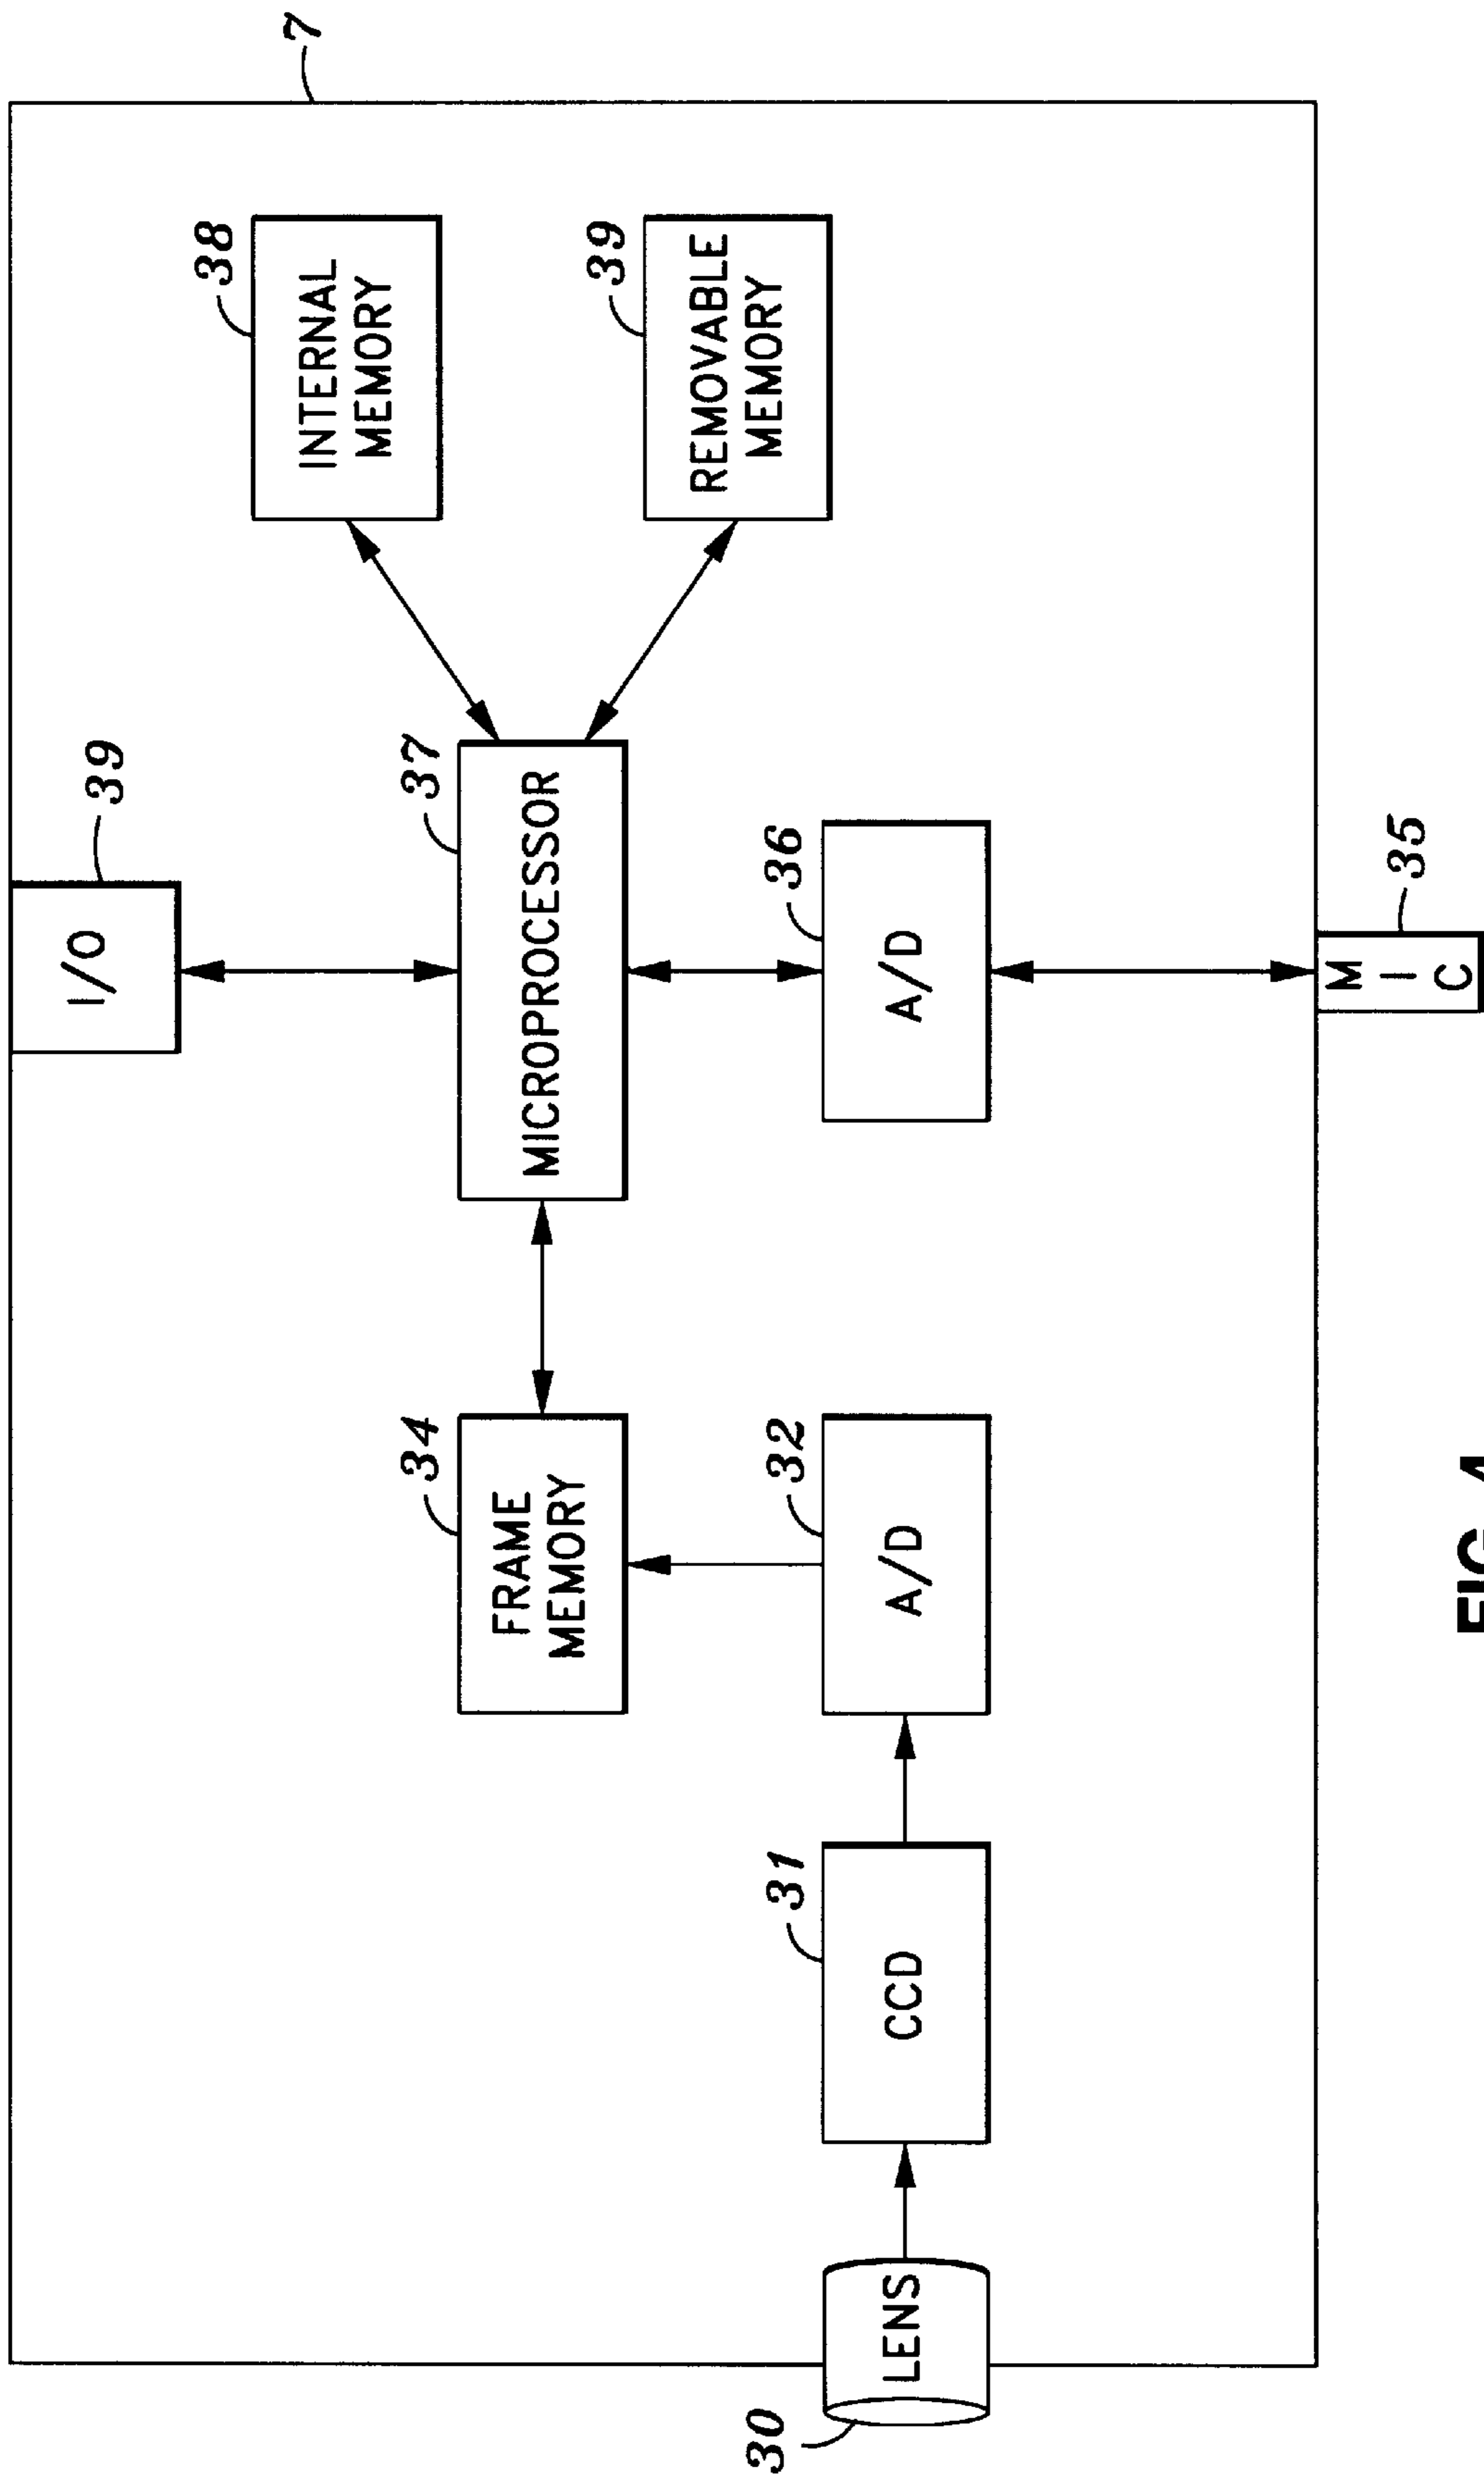 7
I/O
39
INTERNAL
MEMORY
38
REMOVABLE
MEMORY
39
MICROPROCESSOR
37
FRAME
MEMORY
34
A/D
36
A/D
32
CCD
31
LENS
30
M
I
C
35